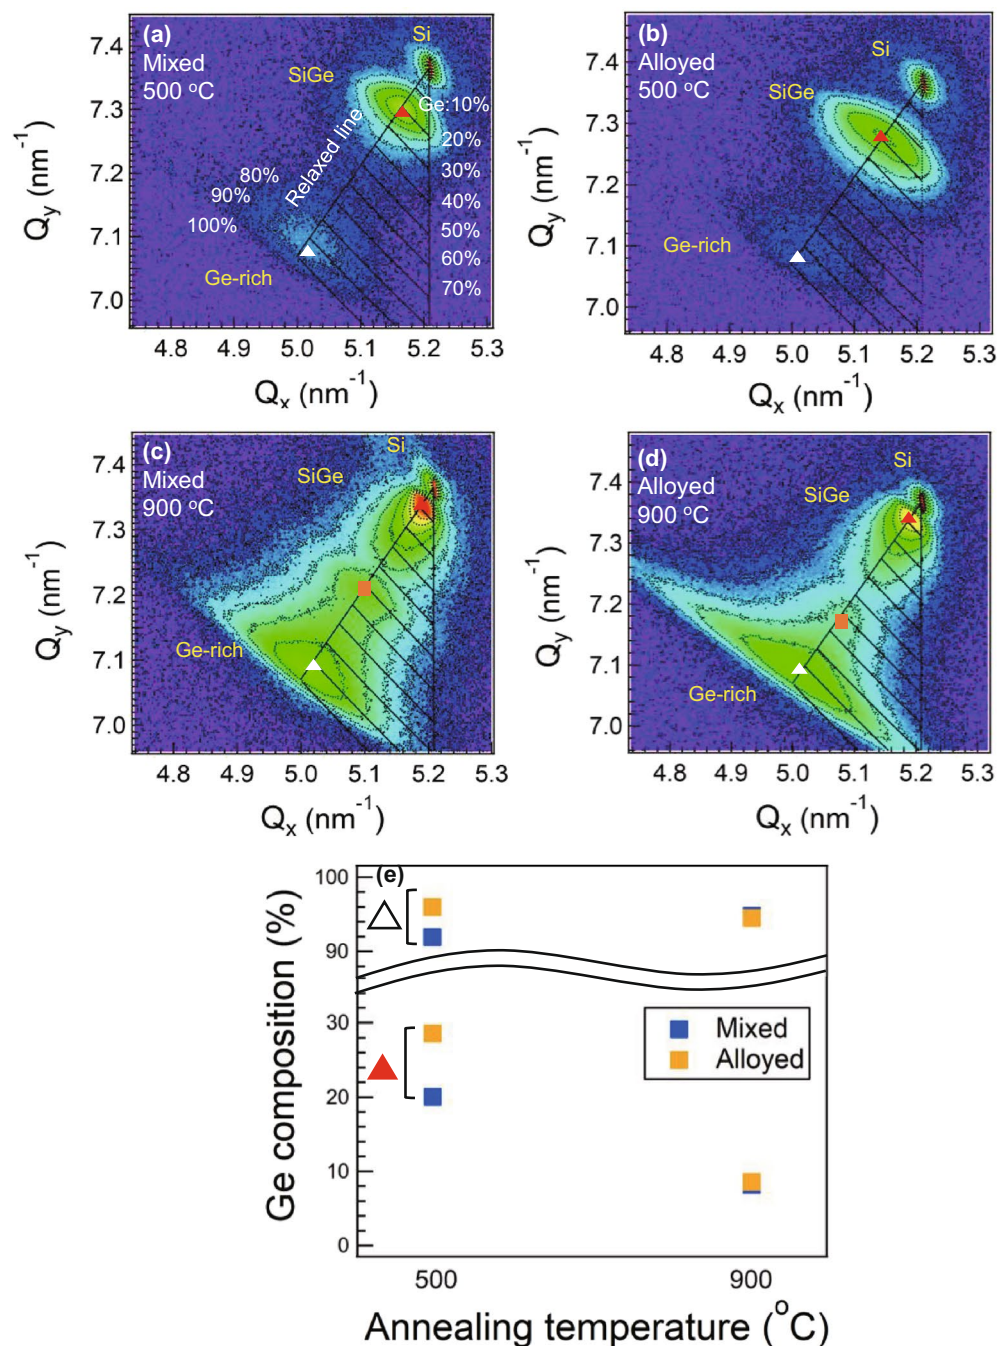 (a)
Mixed
500 °C
Si
SiGe
Ge:10%
20%
30%
40%
50%
60%
70%
80%
90%
100%
Relaxed line
Ge-rich
7.4
7.3
7.2
7.1
7.0
Qy (nm-1)
4.8 4.9 5.0 5.1 5.2 5.3
Qx (nm-1)
(b)
Alloyed
500 °C
Si
SiGe
Ge-rich
7.4
7.3
7.2
7.1
7.0
Qy (nm-1)
4.8 4.9 5.0 5.1 5.2 5.3
Qx (nm-1)
(c)
Mixed
900 °C
Si
SiGe
Ge-rich
7.4
7.3
7.2
7.1
7.0
Qy (nm-1)
4.8 4.9 5.0 5.1 5.2 5.3
Qx (nm-1)
(d)
Alloyed
900 °C
Si
SiGe
Ge-rich
7.4
7.3
7.2
7.1
7.0
Qy (nm-1)
4.8 4.9 5.0 5.1 5.2 5.3
Qx (nm-1)
(e)
100
90
30
20
10
0
Ge composition (%)
Mixed
Alloyed
500 900
Annealing temperature (°C)